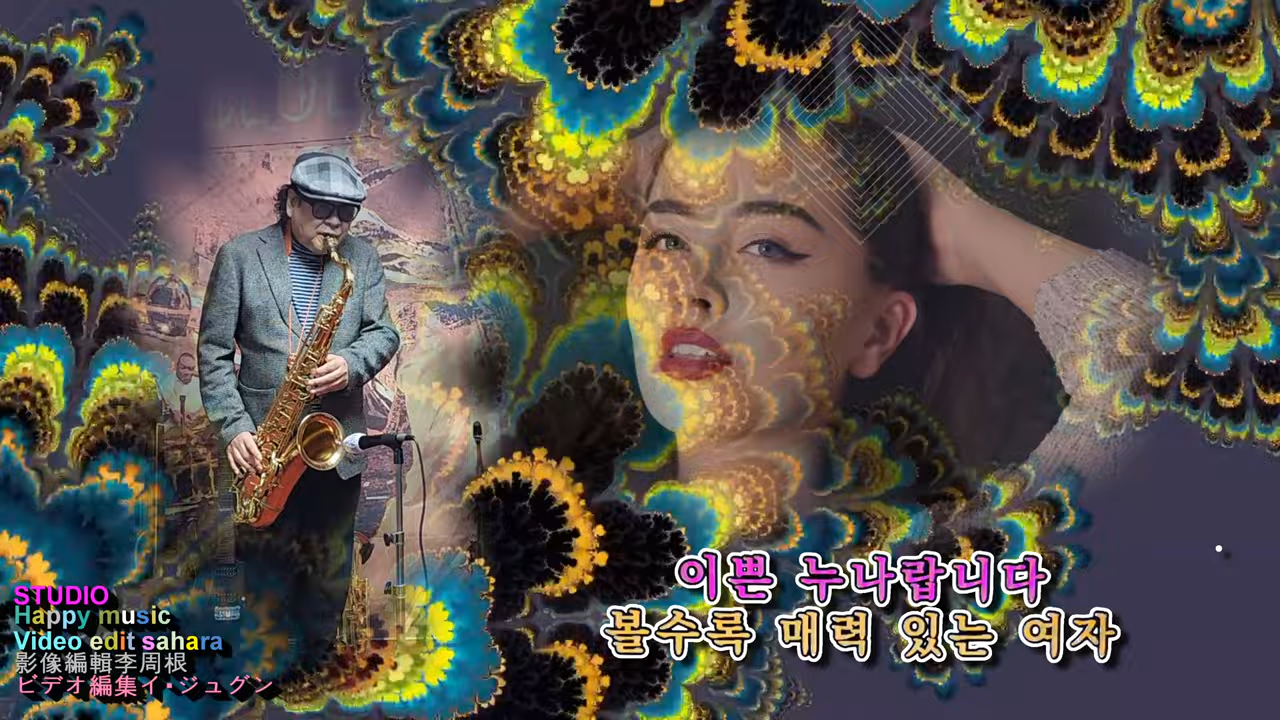 이쁜 누나랍니다
볼수록 매력 있는 여자
STUDIO
Happy music
Video edit sahara
影像編輯李周根
ビデオ編集イ・ジュグン